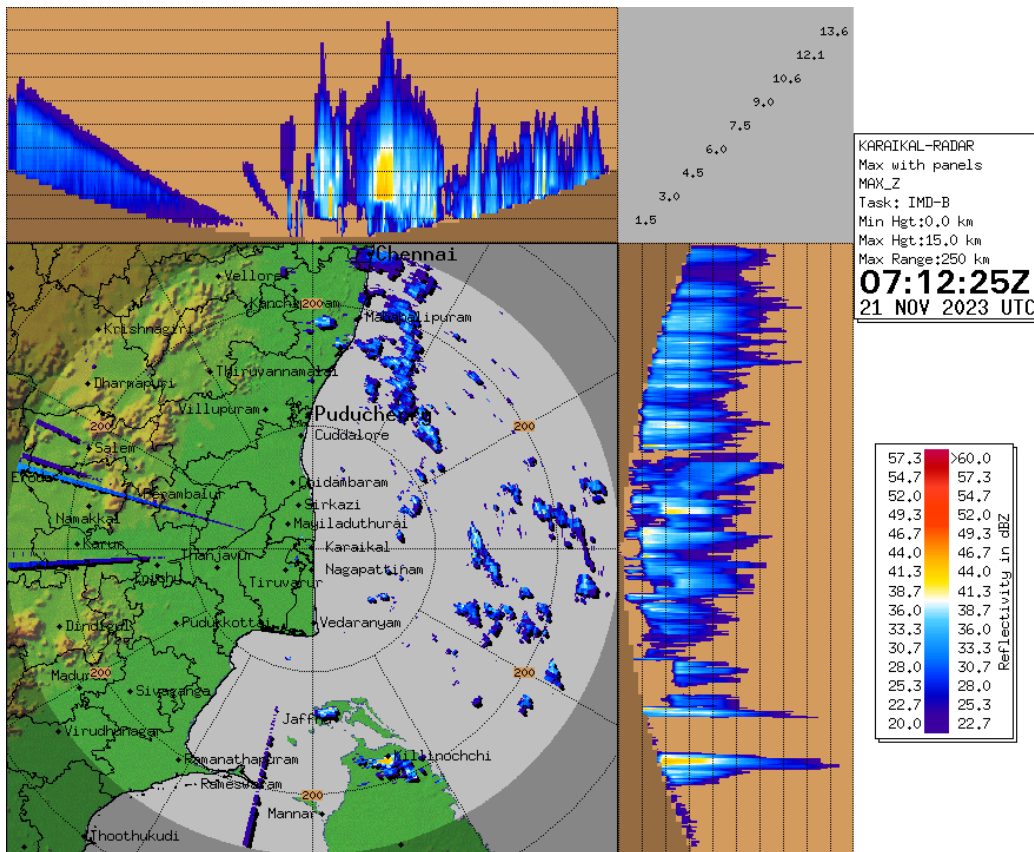 13.6
12.1
10.6
9.0
7.5
6.0
4.5
3.0
1.5
KARAIKAL-RADAR
Max with panels
MAX_Z
Task: IMD-B
Min Hgt:0.0 km
Max Hgt:15.0 km
Max Range:250 km
07:12:25Z
21 NOV 2023 UTC
Chennai
Vellore
200
Krishnagiri
Thiruvannamalai
Dharmapuri
Villupuram
Puducherry
200
200
Cuddalore
Salem
Chidambaram
Perambalur
Sirkazi
Namakkal
Mayiladuthurai
Karur
Karaikal
Thanjavur
Nagapattinam
Tiruvarur
Dindigul
Pudukkottai
Vedaranyam
200
200
Sivaganga
Virudhunagar
Ramanathapuram
Killinochchi
Rameswaram
200
Mannar
Thoothukudi
57.3 >60.0
54.7 57.3
52.0 54.7
49.3 52.0
46.7 49.3
44.0 46.7
41.3 44.0
38.7 41.3
36.0 38.7
33.3 36.0
30.7 33.3
28.0 30.7
25.3 28.0
22.7 25.3
20.0 22.7
Reflectivity in dBZ